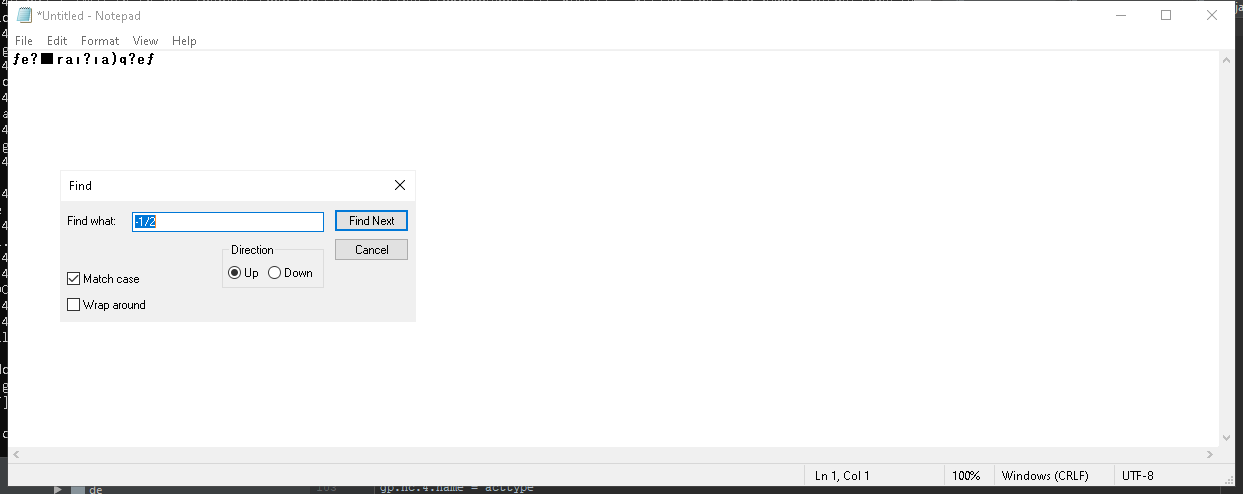 *Untitled - Notepad
File Edit Format View Help
ƒe?■raı?ıa)q?eƒ
Find
Find what: -1/2 Find Next
Direction Cancel
Up Down
Match case
Wrap around
Ln 1, Col 1 100% Windows (CRLF) UTF-8
de
gp.nc.4.name = acttype